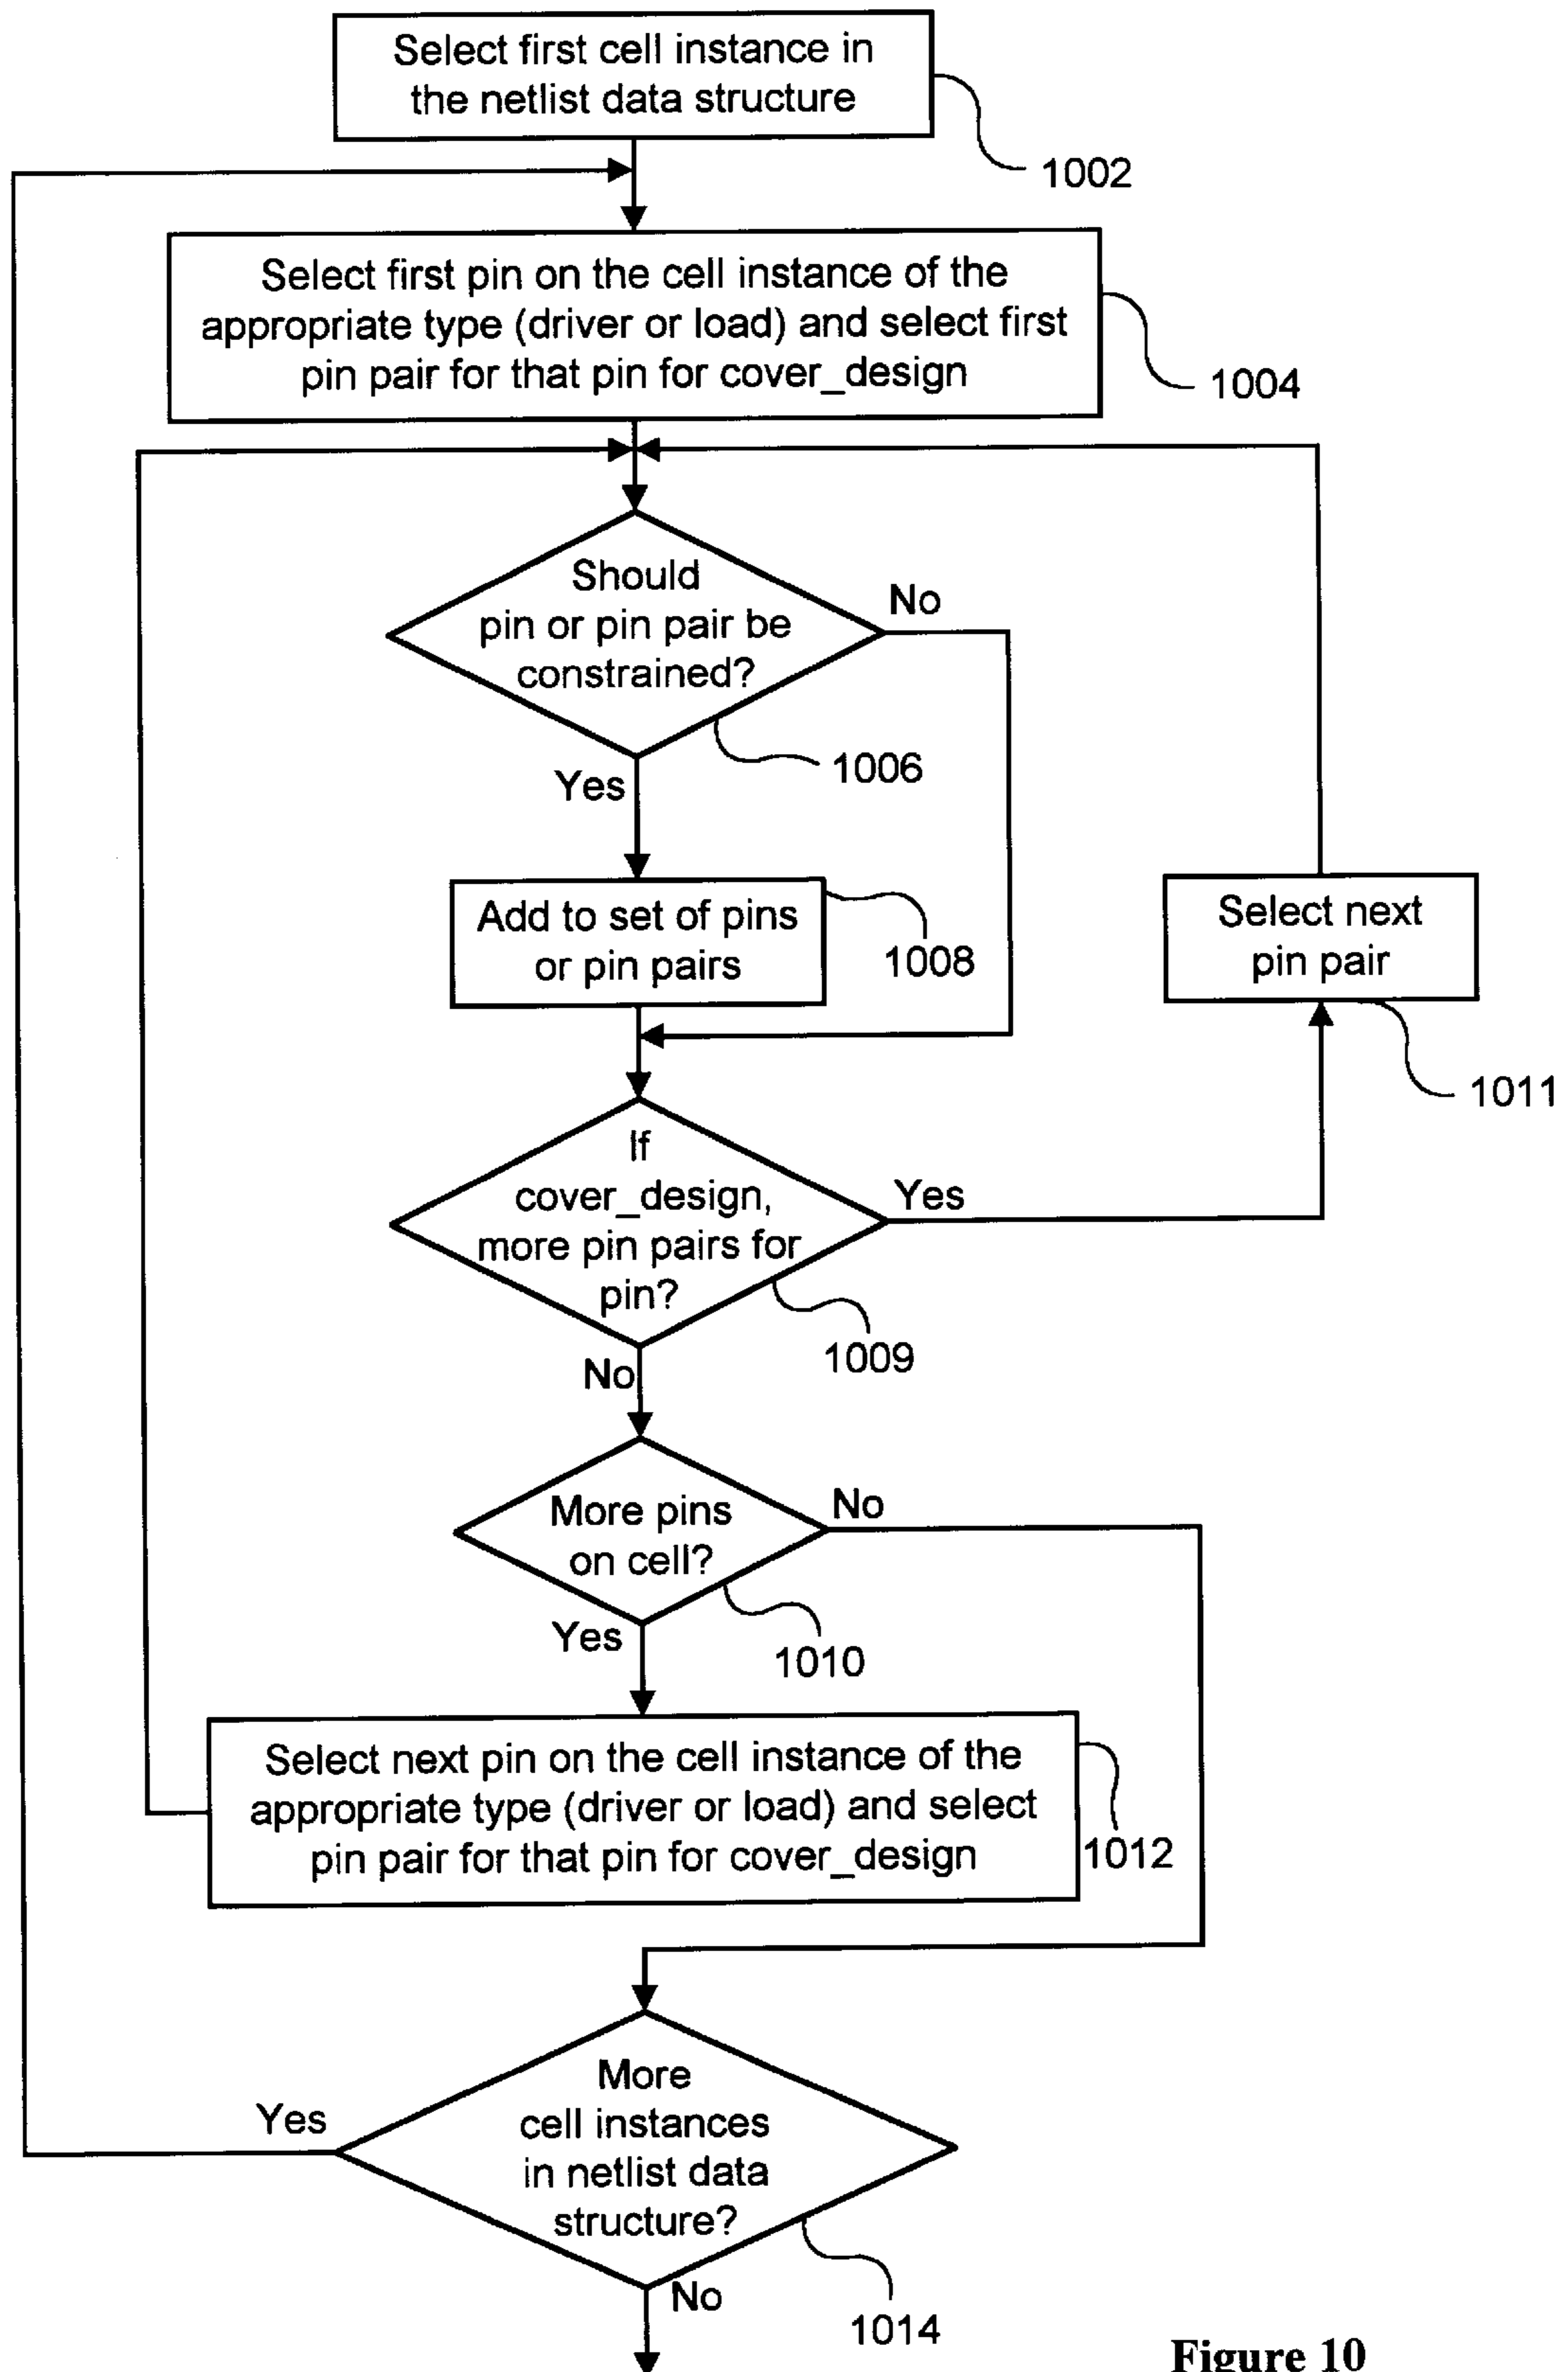 Select first cell instance in
the netlist data structure
1002
Select first pin on the cell instance of the
appropriate type (driver or load) and select first
pin pair for that pin for cover_design
1004
Should
pin or pin pair be
constrained?
No
1006
Yes
Add to set of pins
or pin pairs
1008
Select next
pin pair
1011
If
cover_design,
more pin pairs for
pin?
Yes
1009
No
More pins
on cell?
No
1010
Yes
Select next pin on the cell instance of the
appropriate type (driver or load) and select
pin pair for that pin for cover_design
1012
More
cell instances
in netlist data
structure?
Yes
1014
No
Figure 10